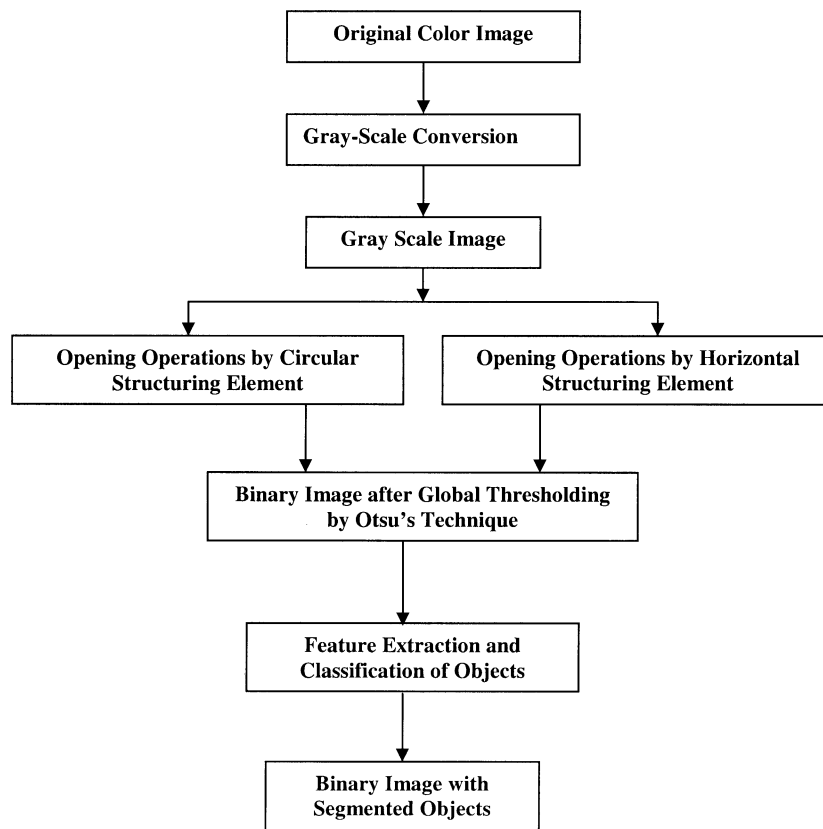 Original Color Image
Gray-Scale Conversion
Gray Scale Image
Opening Operations by Circular
Structuring Element
Opening Operations by Horizontal
Structuring Element
Binary Image after Global Thresholding
by Otsu's Technique
Feature Extraction and
Classification of Objects
Binary Image with
Segmented Objects